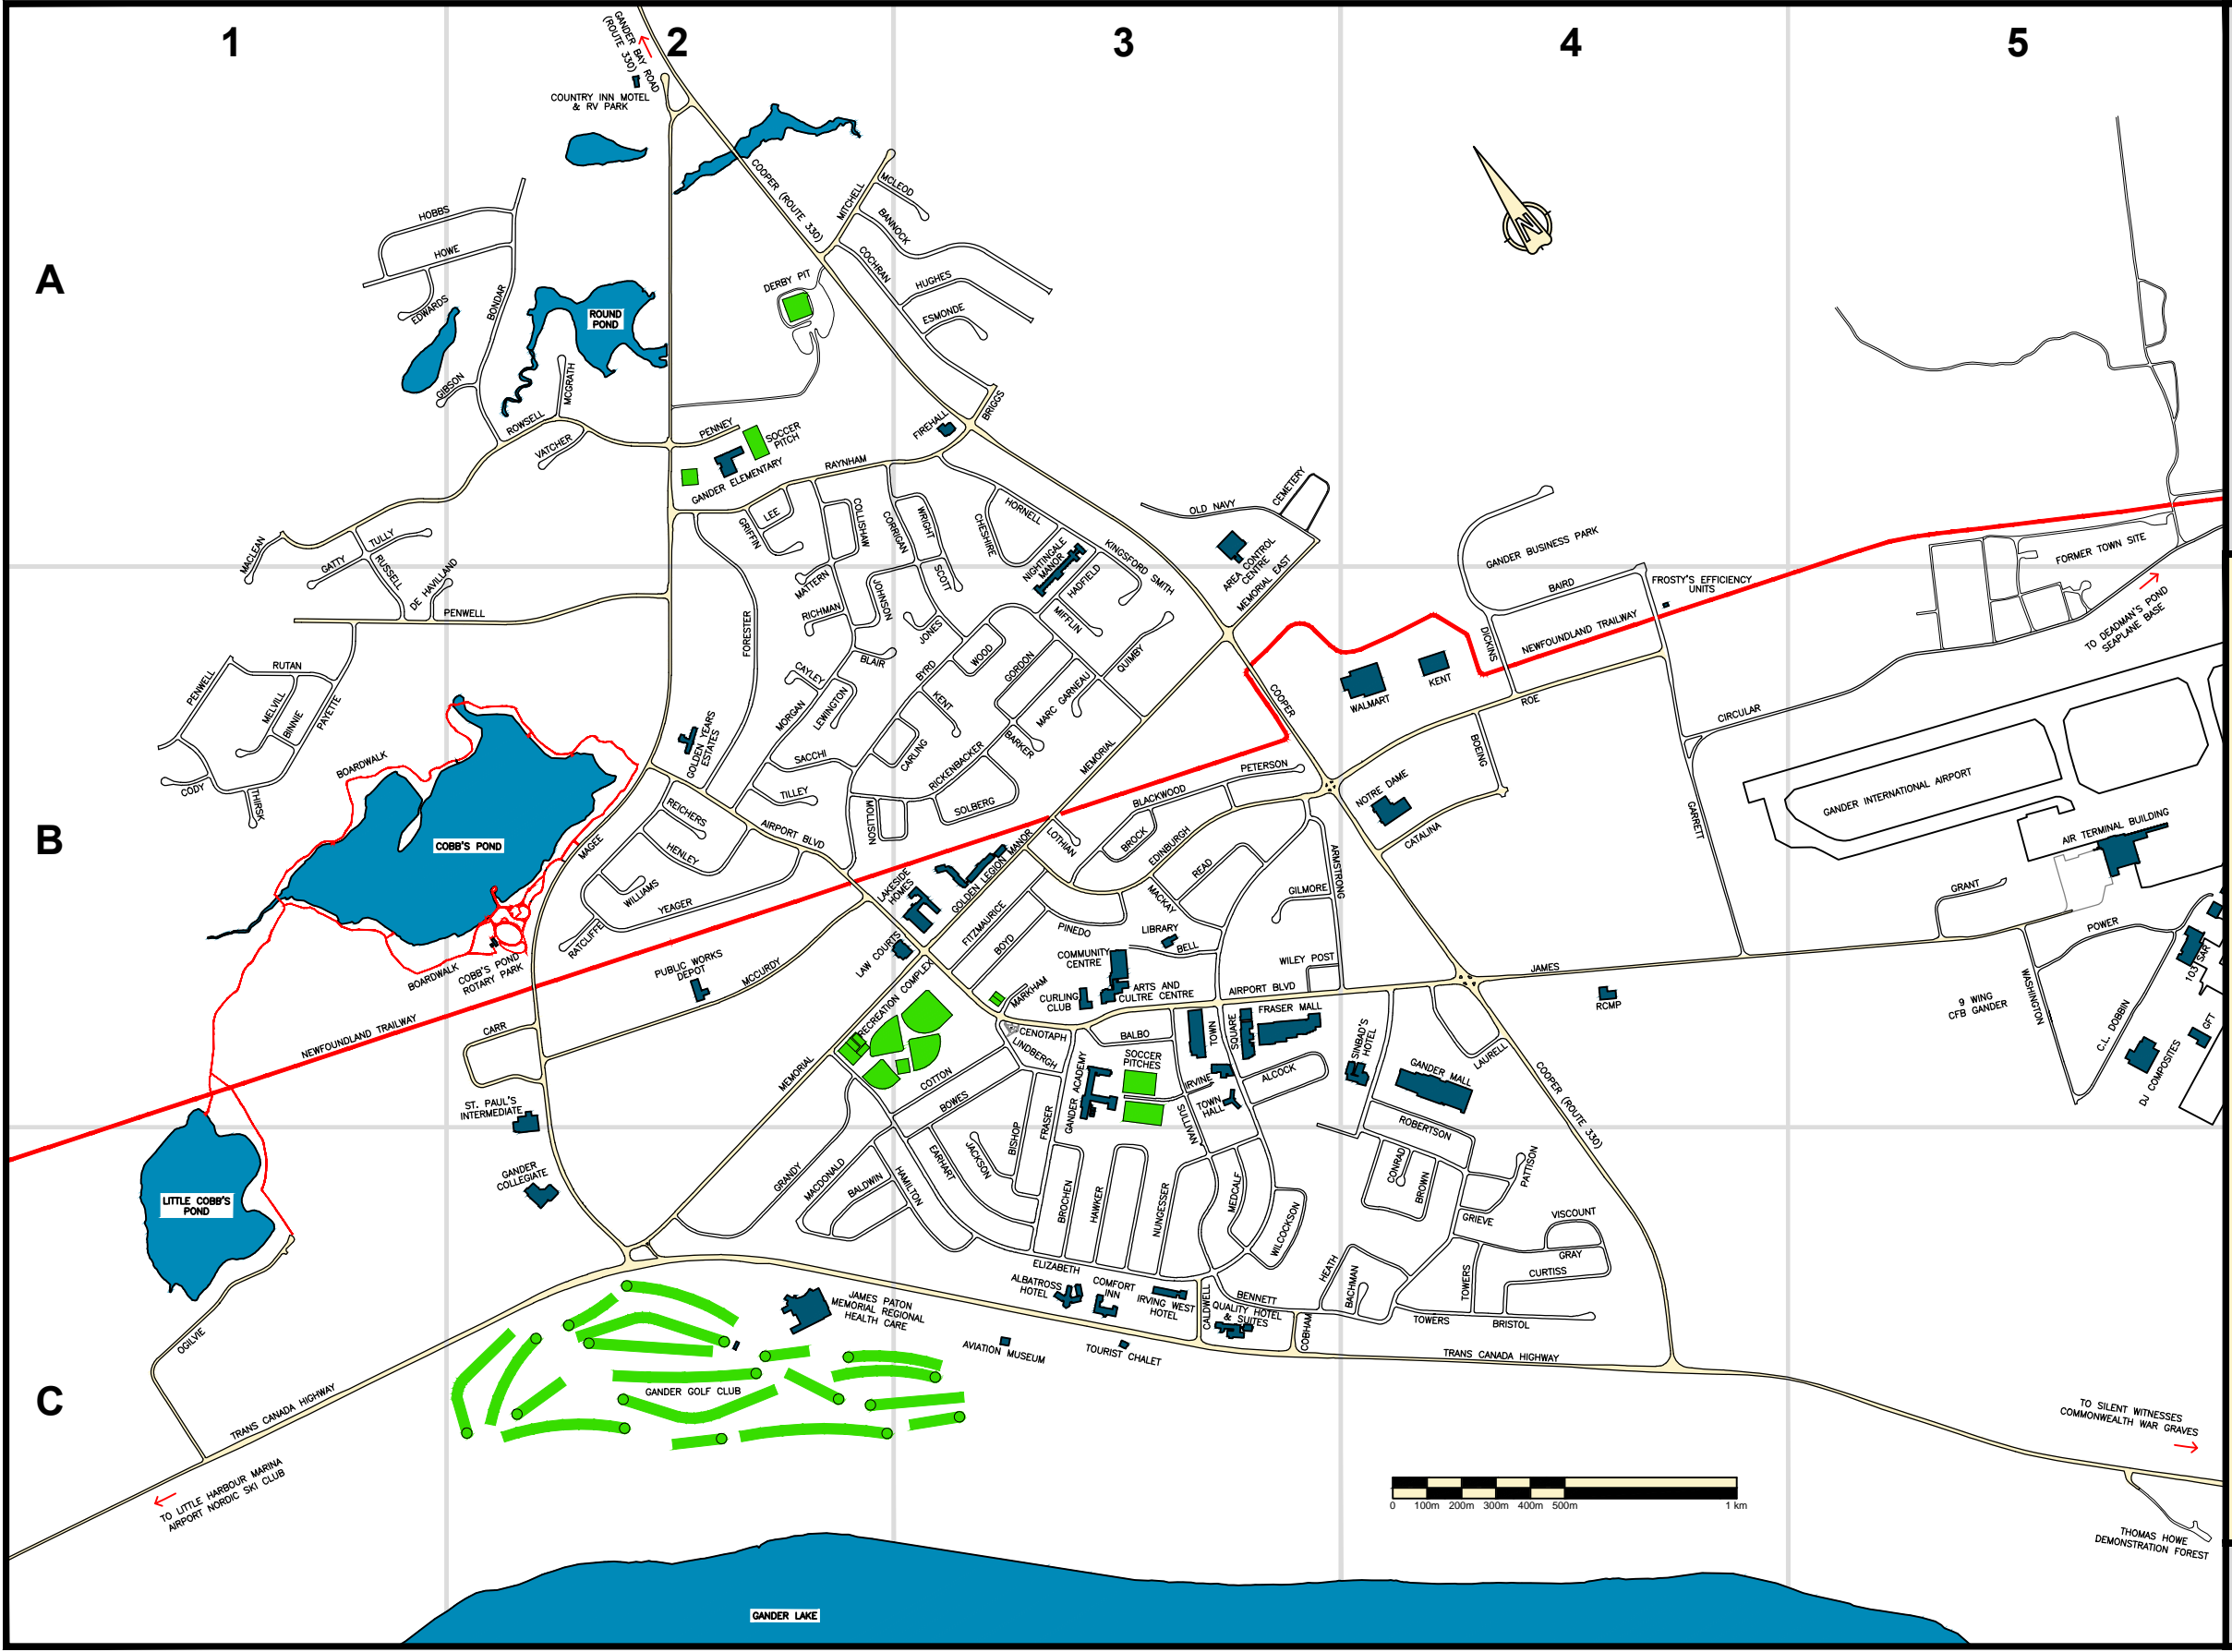 1
2
3
4
5
A
B
C
GANDER BAY ROAD
(ROUTE 330)
COUNTRY INN MOTEL
& RV PARK
COOPER (ROUTE 330)
MITCHELL
MCLEOD
BANNOCK
COCHRAN
HUGHES
ESMONDE
DERBY PIT
HOBBS
HOWE
EDWARDS
BONDAR
ROUND
POND
GIBSON
MCGRATH
ROWSELL
VATCHER
PENNEY
SOCCER
PITCH
GANDER ELEMENTARY
FIREHALL
BRIGGS
RAYNHAM
LEE
GRIFFIN
COLLISHAW
CORRIGAN
WRIGHT
CHESHIRE
HORNELL
NIGHTINGALE
MANOR
KINGSFORD SMITH
OLD NAVY
CEMETERY
AREA CONTROL
CENTRE
MEMORIAL EAST
GANDER BUSINESS PARK
FORMER TOWN SITE
MACLEAN
GATTY
TULLY
RUSSELL
DE HAVILLAND
PENWELL
MATTERN
RICHMAN
JOHNSON
SCOTT
JONES
HADFIELD
MIFFLIN
FORESTER
BAIRD
FROSTY'S EFFICIENCY
UNITS
NEWFOUNDLAND TRAILWAY
DICKINS
TO DEADMAN'S POND
SEAPLANE BASE
PENWELL
RUTAN
MELVILL
BINNIE
PAYETTE
CODY
THIRSK
BLAIR
CAYLEY
MORGAN
LEWINGTON
BYRD
WOOD
KENT
GORDON
QUIMBY
MARC GARNEAU
BARKER
CARLING
RICKENBACKER
SACCHI
TILLEY
MOLLISON
SOLBERG
MEMORIAL
COOPER
WALMART
KENT
ROE
BOEING
CIRCULAR
GARRETT
GANDER INTERNATIONAL AIRPORT
AIR TERMINAL BUILDING
GOLDEN YEARS
ESTATES
BOARDWALK
COBB'S POND
MAGEE
REICHERS
HENLEY
AIRPORT BLVD
WILLIAMS
YEAGER
RATCLIFFE
PETERSON
BLACKWOOD
LOTHIAN
BROCK
EDINBURGH
NOTRE DAME
CATALINA
READ
MACKAY
ARMSTRONG
GILMORE
LAKESIDE
HOMES
GOLDEN LEGION MANOR
FITZMAURICE
BOYD
PINEDO
LIBRARY
BELL
COMMUNITY
CENTRE
WILEY POST
LAW COURTS
PUBLIC WORKS
DEPOT
MCCURDY
BOARDWALK
COBB'S POND
ROTARY PARK
NEWFOUNDLAND TRAILWAY
CARR
RECREATION COMPLEX
MARKHAM
CURLING
CLUB
ARTS AND
CULTRE CENTRE
AIRPORT BLVD
FRASER MALL
JAMES
RCMP
GRANT
POWER
WASHINGTON
9 WING
CFB GANDER
C.L. DOBBIN
103 SAR
GFT
DJ COMPOSITES
CENOTAPH
LINDBERGH
BALBO
TOWN
SQUARE
SINBAD'S
HOTEL
GANDER MALL
LAURELL
COOPER (ROUTE 330)
MEMORIAL
COTTON
BOWES
GANDER ACADEMY
SOCCER
PITCHES
IRVINE
TOWN
HALL
ALCOCK
SULLIVAN
ST. PAUL'S
INTERMEDIATE
GANDER
COLLEGIATE
GRANDY
MACDONALD
BALDWIN
HAMILTON
EARHART
JACKSON
BISHOP
FRASER
BROCHEN
HAWKER
NUNGESSER
MEDCALF
WILCOCKSON
ROBERTSON
CONRAD
BROWN
PATTISON
GRIEVE
VISCOUNT
GRAY
CURTISS
TOWERS
HEATH
BACHMAN
TOWERS
BRISTOL
LITTLE COBB'S
POND
OGILVIE
ELIZABETH
ALBATROSS
HOTEL
COMFORT
INN
IRVING WEST
HOTEL
CALDWELL
BENNETT
QUALITY HOTEL
& SUITES
COBHAM
JAMES PATON
MEMORIAL REGIONAL
HEALTH CARE
AVIATION MUSEUM
TOURIST CHALET
TRANS CANADA HIGHWAY
GANDER GOLF CLUB
TRANS CANADA HIGHWAY
TO LITTLE HARBOUR MARINA
AIRPORT NORDIC SKI CLUB
TO SILENT WITNESSES
COMMONWEALTH WAR GRAVES
THOMAS HOWE
DEMONSTRATION FOREST
0 100m 200m 300m 400m 500m 1 km
GANDER LAKE
N